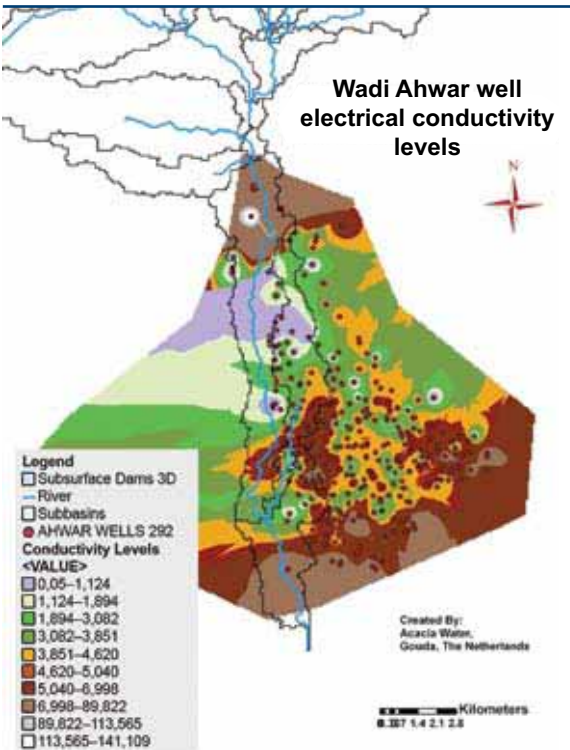 Wadi Ahwar well
electrical conductivity
levels
N
Legend
Subsurface Dams 3D
River
Subbasins
AHWAR WELLS 292
Conductivity Levels
<VALUE>
0,05–1,124
1,124–1,894
1,894–3,082
3,082–3,851
3,851–4,620
4,620–5,040
5,040–6,998
6,998–89,822
89,822–113,565
113,565–141,109
Created By:
Acacia Water,
Gouda, The Netherlands
Kilometers
1.4 2.1 2.8